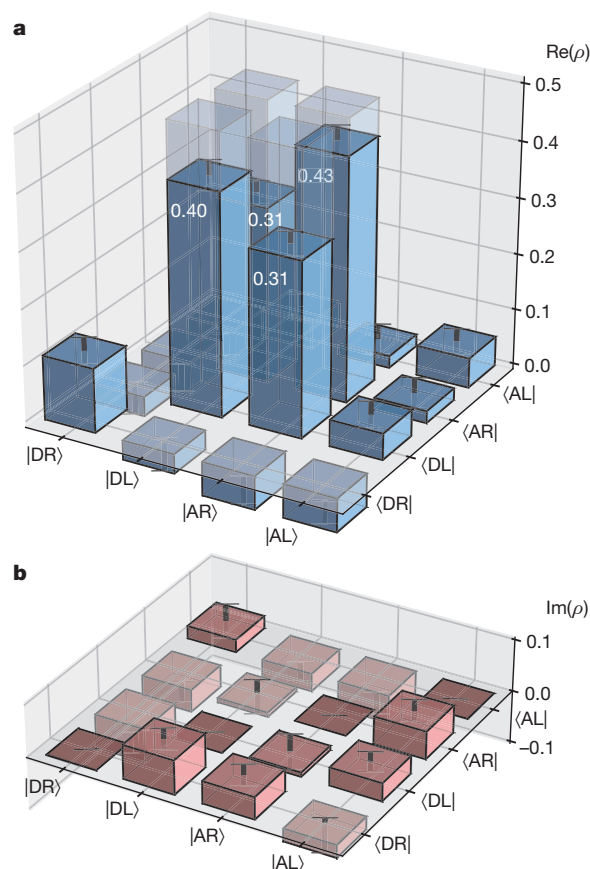 a
Re(ρ)
0.5
0.4
0.43
0.3
0.40
0.31
0.2
0.31
0.1
0.0
⟨AL|
⟨AR|
|DR⟩
⟨DL|
|DL⟩
⟨DR|
|AR⟩
|AL⟩
b
Im(ρ)
0.1
0.0
⟨AL|
−0.1
⟨AR|
|DR⟩
⟨DL|
|DL⟩
|AR⟩
⟨DR|
|AL⟩